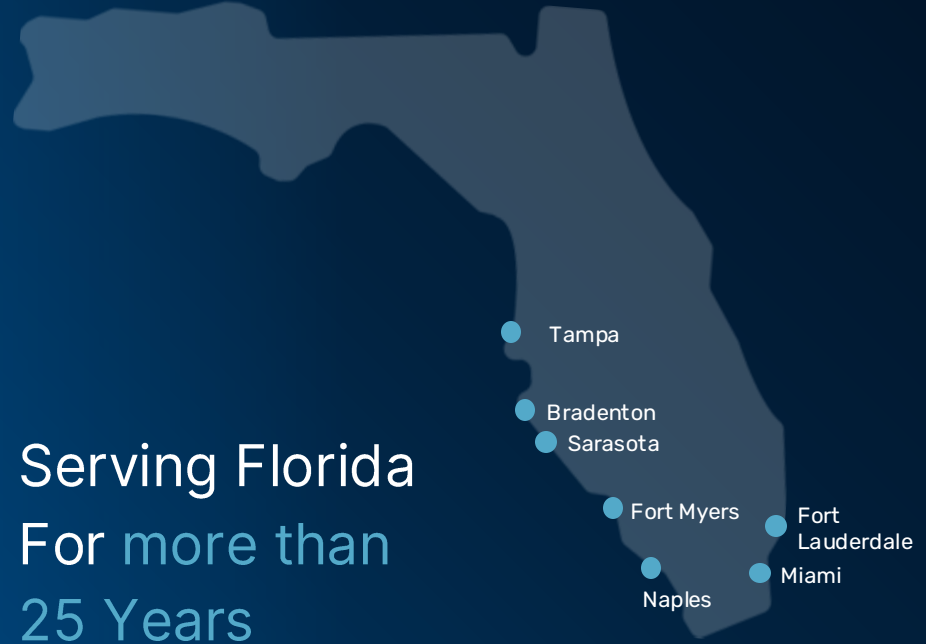 Tampa
Bradenton
Sarasota
Fort Myers
Fort
Lauderdale
Miami
Naples
Serving Florida
For more than
25 Years